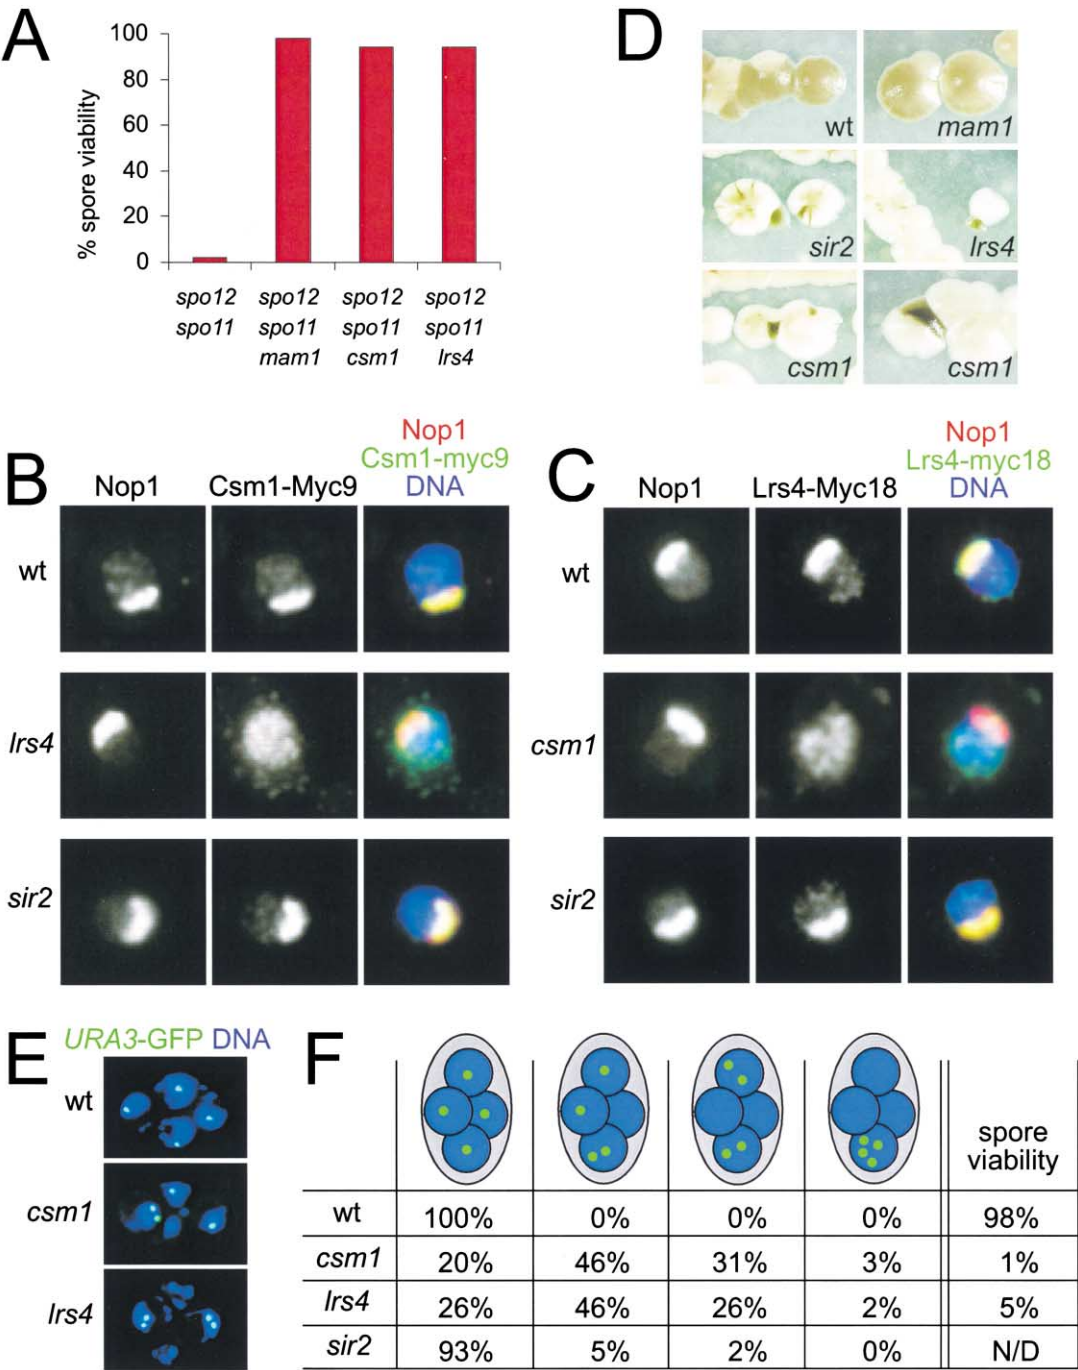 A
% spore viability
100
80
60
40
20
0
spo12 spo12 spo12 spo12
spo11 spo11 spo11 spo11
mam1 csm1 lrs4
D
wt
mam1
sir2
lrs4
csm1
csm1
B
Nop1
Csm1-Myc9
Nop1
Csm1-myc9
DNA
wt
lrs4
sir2
C
Nop1
Lrs4-Myc18
Nop1
Lrs4-myc18
DNA
wt
csm1
sir2
E
URA3-GFP DNA
wt
csm1
lrs4
F
spore
viability
wt 100% 0% 0% 0% 98%
csm1 20% 46% 31% 3% 1%
lrs4 26% 46% 26% 2% 5%
sir2 93% 5% 2% 0% N/D